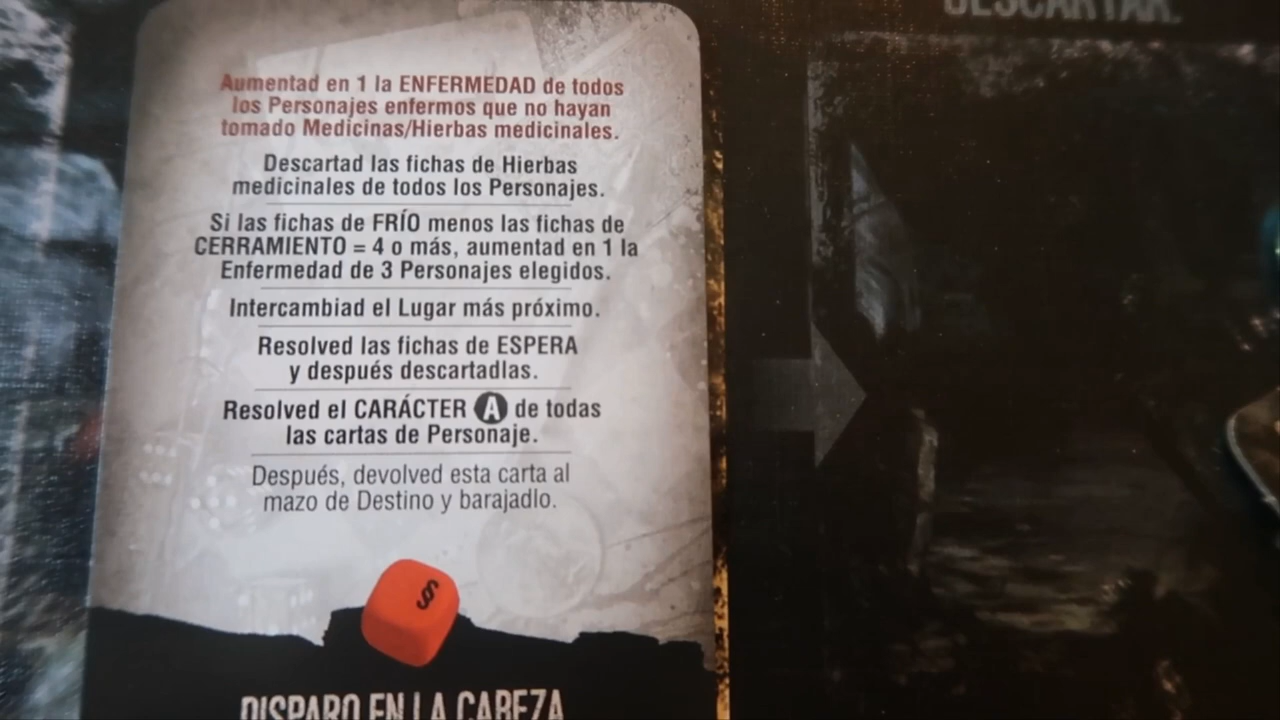 DESCARTAR.
Aumentad en 1 la ENFERMEDAD de todos
los Personajes enfermos que no hayan
tomado Medicinas/Hierbas medicinales.
Descartad las fichas de Hierbas
medicinales de todos los Personajes.
Si las fichas de FRÍO menos las fichas de
CERRAMIENTO = 4 o más, aumentad en 1 la
Enfermedad de 3 Personajes elegidos.
Intercambiad el Lugar más próximo.
Resolved las fichas de ESPERA
y después descartadlas.
Resolved el CARÁCTER A de todas
las cartas de Personaje.
Después, devolved esta carta al
mazo de Destino y barajadlo.
§
DISPARO EN LA CABEZA